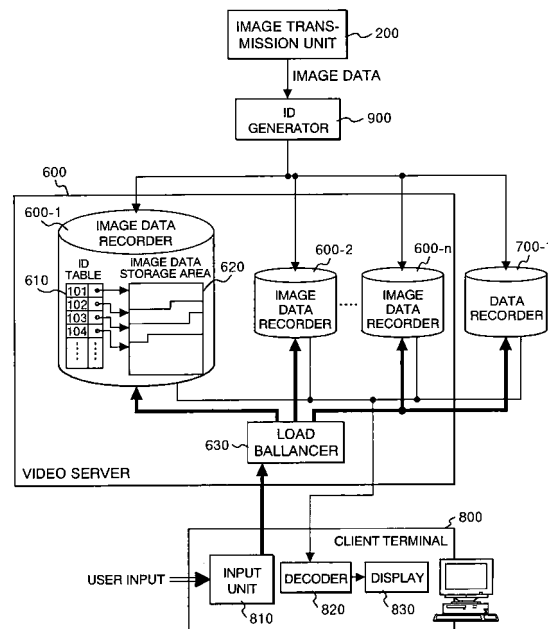 IMAGE TRANS-
MISSION UNIT
200
IMAGE DATA
ID
GENERATOR
900
600
600-1
IMAGE DATA
RECORDER
ID
TABLE
IMAGE DATA
STORAGE AREA
610
620
101
102
103
104
600-2
IMAGE
DATA
RECORDER
600-n
IMAGE
DATA
RECORDER
700-1
DATA
RECORDER
LOAD
BALLANCER
630
VIDEO SERVER
800
CLIENT TERMINAL
USER INPUT
INPUT
UNIT
810
DECODER
820
DISPLAY
830